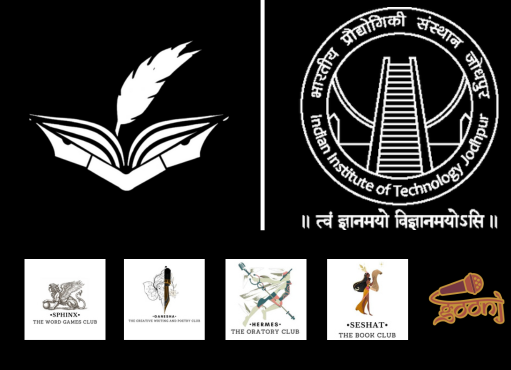 भारतीय प्रौद्योगिकी संस्थान जोधपुर
Indian Institute of Technology Jodhpur
॥ त्वं ज्ञानमयो विज्ञानमयोऽसि ॥
•SPHINX•
THE WORD GAMES CLUB
•GANESHA•
THE CREATIVE WRITING AND POETRY CLUB
•HERMES•
THE ORATORY CLUB
•SESHAT•
THE BOOK CLUB
goonj